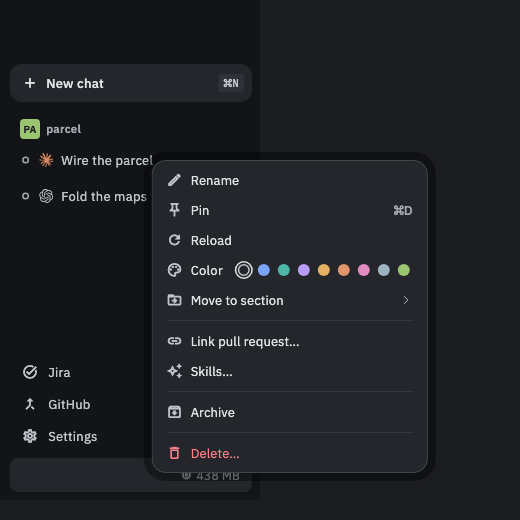 New chat ⌘N
PA parcel
Wire the parcel
Fold the maps
Rename
Pin ⌘D
Reload
Color
Move to section
Link pull request...
Skills...
Archive
Delete...
Jira
GitHub
Settings
438 MB